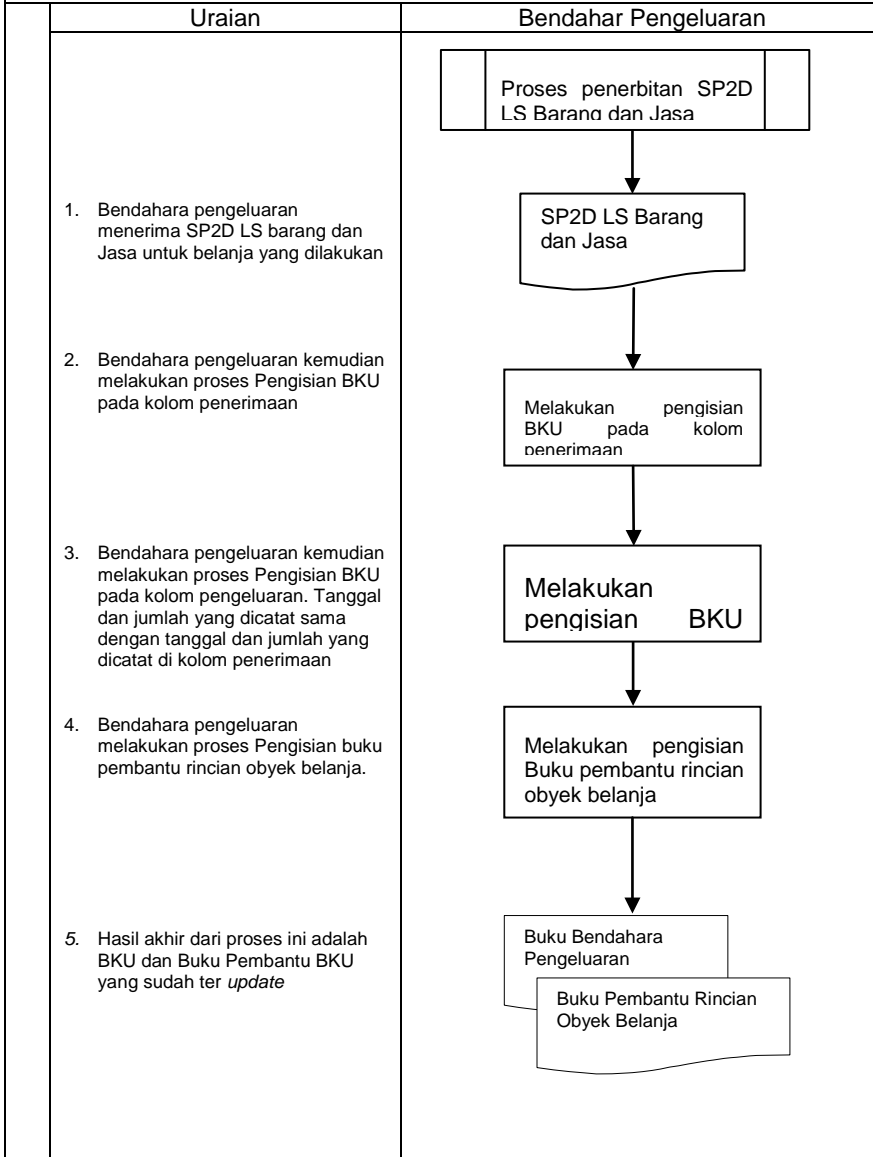 Uraian
Bendahar Pengeluaran
Proses penerbitan SP2D
LS Barang dan Jasa
1. Bendahara pengeluaran
menerima SP2D LS barang dan
Jasa untuk belanja yang dilakukan
SP2D LS Barang
dan Jasa
2. Bendahara pengeluaran kemudian
melakukan proses Pengisian BKU
pada kolom penerimaan
Melakukan pengisian
BKU pada kolom
penerimaan
3. Bendahara pengeluaran kemudian
melakukan proses Pengisian BKU
pada kolom pengeluaran. Tanggal
dan jumlah yang dicatat sama
dengan tanggal dan jumlah yang
dicatat di kolom penerimaan
Melakukan
pengisian BKU
4. Bendahara pengeluaran
melakukan proses Pengisian buku
pembantu rincian obyek belanja.
Melakukan pengisian
Buku pembantu rincian
obyek belanja
5. Hasil akhir dari proses ini adalah
BKU dan Buku Pembantu BKU
yang sudah ter update
Buku Bendahara
Pengeluaran
Buku Pembantu Rincian
Obyek Belanja